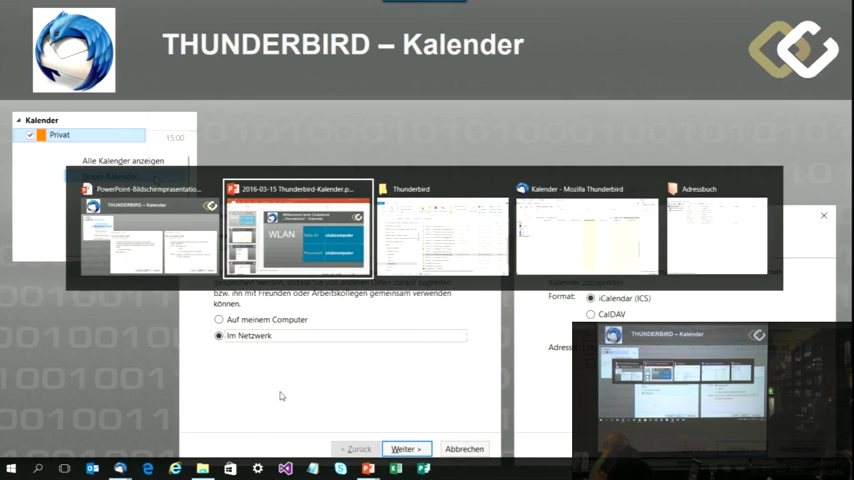 THUNDERBIRD – Kalender
Kalender
Privat
15:00
Alle Kalender anzeigen
Neuer Kalender...
PowerPoint-Bildschirmpräsentatio...
2016-03-15 Thunderbird-Kalender.p...
Thunderbird
Kalender - Mozilla Thunderbird
Adressbuch
THUNDERBIRD – Kalender
WLAN
bzw. ihn mit Freunden oder Arbeitskollegen gemeinsam verwenden
können.
Auf meinem Computer
Im Netzwerk
Format:
iCalendar (ICS)
CalDAV
Adresse
< Zurück
Weiter >
Abbrechen
THUNDERBIRD – Kalender